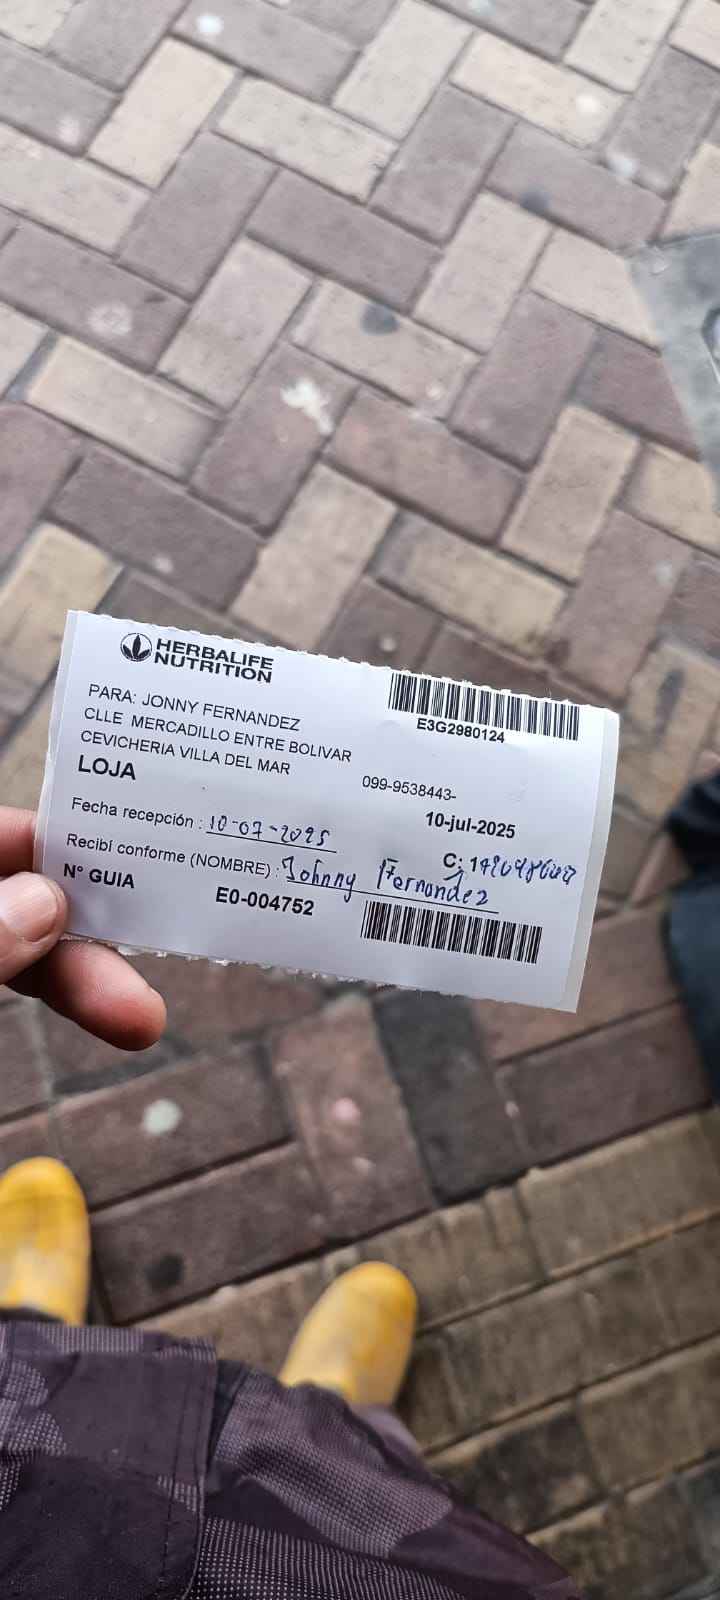 HERBALIFE
NUTRITION
E3G2980124
PARA: JONNY FERNANDEZ
CLLE MERCADILLO ENTRE BOLIVAR
CEVICHERIA VILLA DEL MAR
LOJA
099-9538443-
10-jul-2025
Fecha recepción : 10-07-2025
C: 1
Recibí conforme (NOMBRE) : Johnny Fernandez
N° GUIA
E0-004752